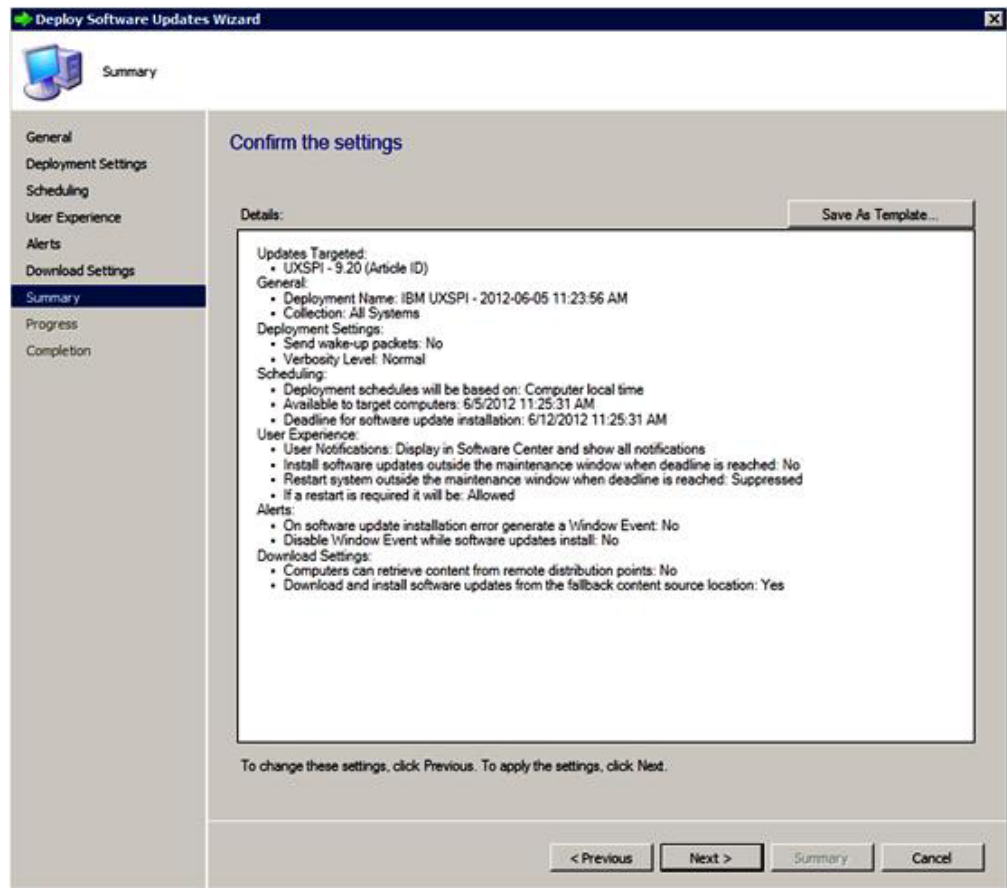 Deploy Software Updates Wizard
Summary
General
Deployment Settings
Scheduling
User Experience
Alerts
Download Settings
Summary
Progress
Completion
Confirm the settings
Details:
Save As Template...
Updates Targeted:
• UXSPI - 9.20 (Article ID)
General:
• Deployment Name: IBM UXSPI - 2012-06-05 11:23:56 AM
• Collection: All Systems
Deployment Settings:
• Send wake-up packets: No
• Verbosity Level: Normal
Scheduling:
• Deployment schedules will be based on: Computer local time
• Available to target computers: 6/5/2012 11:25:31 AM
• Deadline for software update installation: 6/12/2012 11:25:31 AM
User Experience:
• User Notifications: Display in Software Center and show all notifications
• Install software updates outside the maintenance window when deadline is reached: No
• Restart system outside the maintenance window when deadline is reached: Suppressed
• If a restart is required it will be: Allowed
Alerts:
• On software update installation error generate a Window Event: No
• Disable Window Event while software updates install: No
Download Settings:
• Computers can retrieve content from remote distribution points: No
• Download and install software updates from the fallback content source location: Yes
To change these settings, click Previous. To apply the settings, click Next.
< Previous
Next >
Summary
Cancel